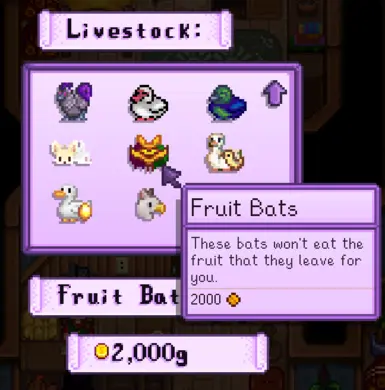 Livestock:
Fruit Bats
These bats won't eat the
fruit that they leave for
you.
2000
Fruit Bat
2,000g